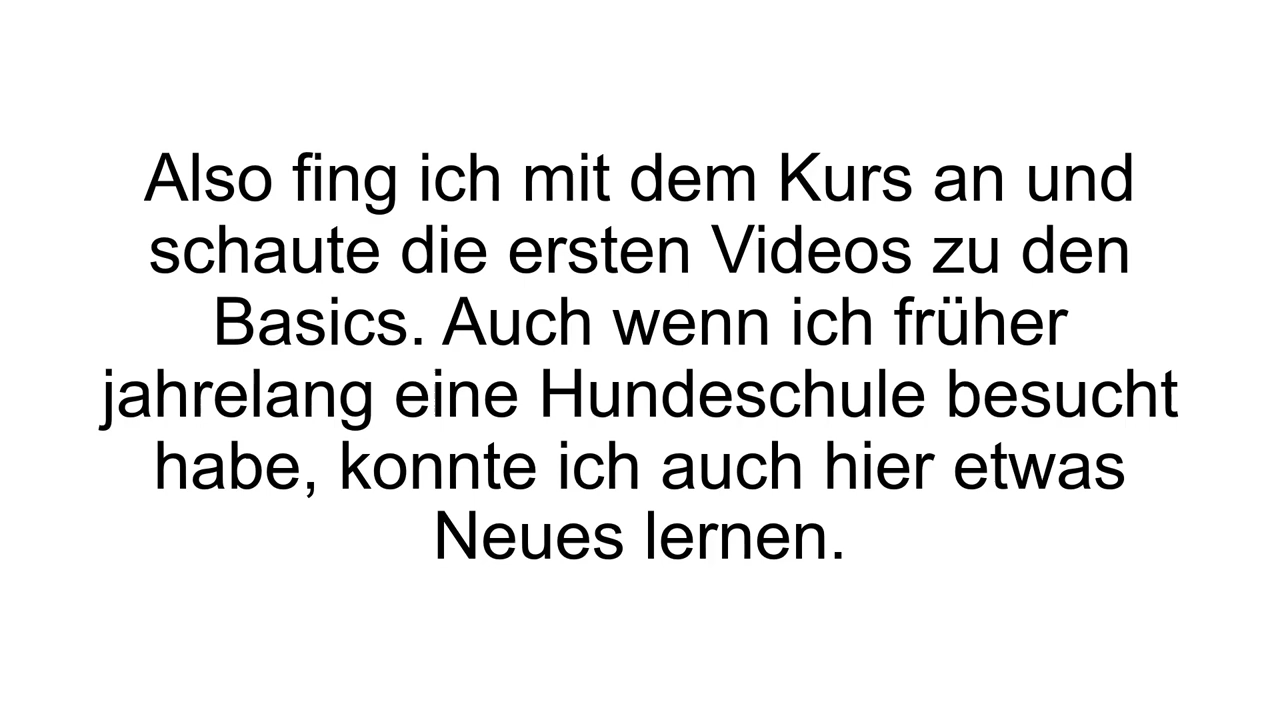 Also fing ich mit dem Kurs an und
schaute die ersten Videos zu den
Basics. Auch wenn ich früher
jahrelang eine Hundeschule besucht
habe, konnte ich auch hier etwas
Neues lernen.